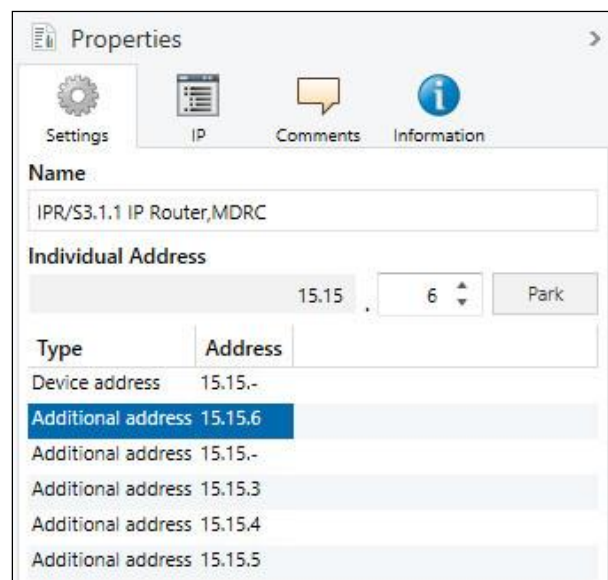 Properties
Settings IP Comments Information
Name
IPR/S3.1.1 IP Router,MDRC
Individual Address
15.15 . 6 Park
Type Address
Device address 15.15.-
Additional address 15.15.6
Additional address 15.15.-
Additional address 15.15.3
Additional address 15.15.4
Additional address 15.15.5